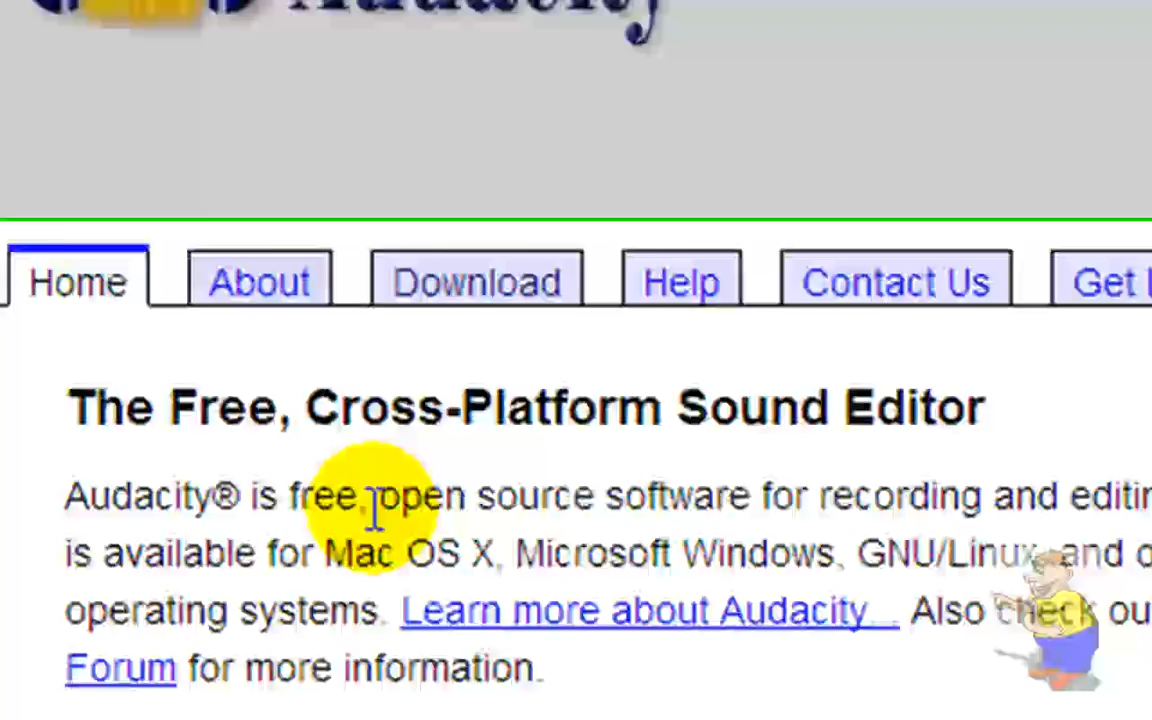 Audacity
Home About Download Help Contact Us Get
The Free, Cross-Platform Sound Editor
Audacity® is free, open source software for recording and
is available for Mac OS X, Microsoft Windows, GNU/Linux, and
operating systems. Learn more about Audacity... Also check
Forum for more information.